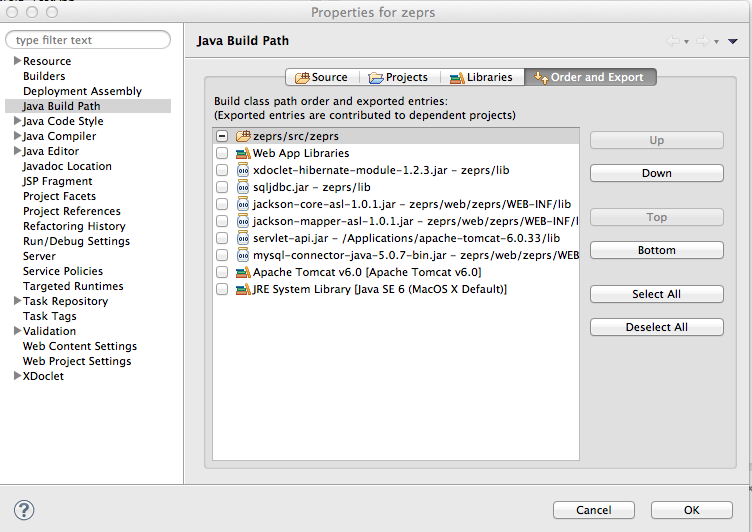 Properties for zeprs
type filter text
Resource
Builders
Deployment Assembly
Java Build Path
Java Code Style
Java Compiler
Java Editor
Javadoc Location
JSP Fragment
Project Facets
Project References
Refactoring History
Run/Debug Settings
Server
Service Policies
Targeted Runtimes
Task Repository
Task Tags
Validation
Web Content Settings
Web Project Settings
XDoclet
Java Build Path
Source
Projects
Libraries
Order and Export
Build class path order and exported entries:
(Exported entries are contributed to dependent projects)
zeprs/src/zeprs
Web App Libraries
xdoclet-hibernate-module-1.2.3.jar - zeprs/lib
sqljdbc.jar - zeprs/lib
jackson-core-asl-1.0.1.jar - zeprs/web/zeprs/WEB-INF/lib
jackson-mapper-asl-1.0.1.jar - zeprs/web/zeprs/WEB-INF/l
servlet-api.jar - /Applications/apache-tomcat-6.0.33/lib
mysql-connector-java-5.0.7-bin.jar - zeprs/web/zeprs/WEB
Apache Tomcat v6.0 [Apache Tomcat v6.0]
JRE System Library [Java SE 6 (MacOS X Default)]
Up
Down
Top
Bottom
Select All
Deselect All
?
Cancel
OK